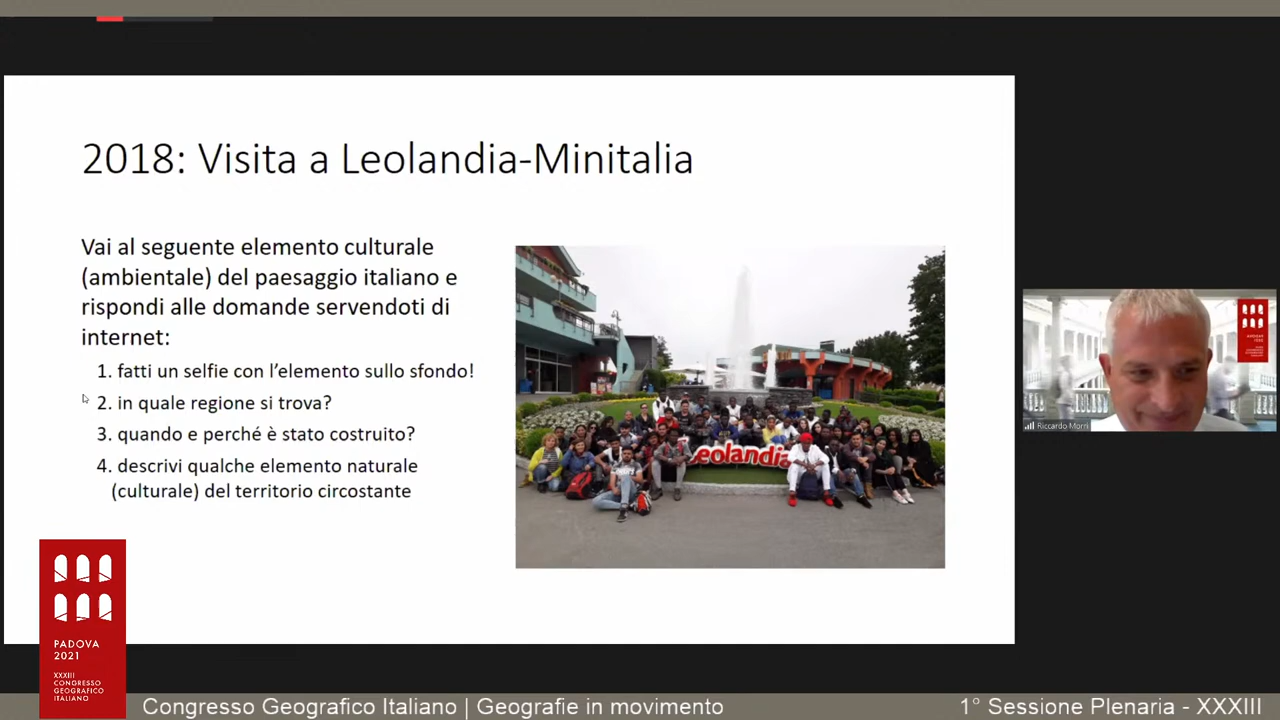 2018: Visita a Leolandia-Minitalia
Vai al seguente elemento culturale
(ambientale) del paesaggio italiano e
rispondi alle domande servendoti di
internet:
1. fatti un selfie con l’elemento sullo sfondo!
2. in quale regione si trova?
3. quando e perché è stato costruito?
4. descrivi qualche elemento naturale
(culturale) del territorio circostante
Leolandia
Riccardo Morri
PADOVA
2021
XXXIII
CONGRESSO
GEOGRAFICO
ITALIANO
Congresso Geografico Italiano | Geografie in movimento
1° Sessione Plenaria - XXXIII